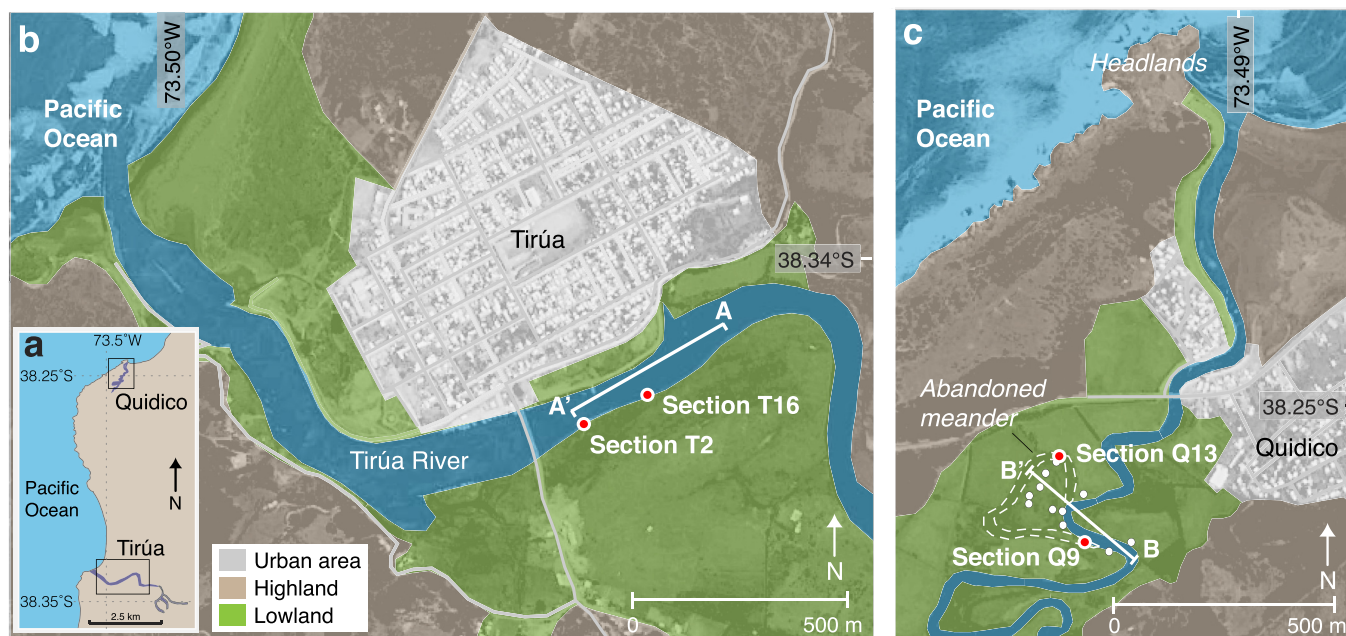 b
73.50°W
Pacific
Ocean
Tirúa
38.34°S
A
A'
Section T16
Section T2
Tirúa River
N
0
500 m
a
73.5°W
38.25°S
Quidico
N
Pacific
Ocean
Tirúa
38.35°S
2.5 km
Urban area
Highland
Lowland
c
Headlands
73.49°W
Pacific
Ocean
Abandoned
meander
38.25°S
Quidico
Section Q13
B'
B
Section Q9
N
0
500 m